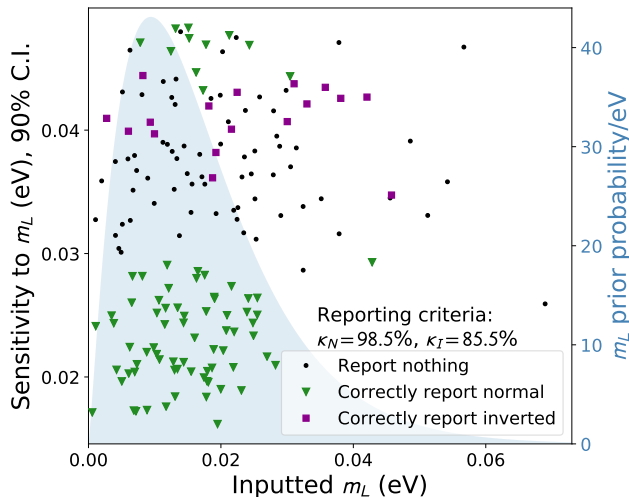 Sensitivity to m_L (eV), 90% C.I.
0.04
0.03
0.02
40
30
20
10
0
m_L prior probability/eV
Reporting criteria:
κ_N=98.5%, κ_I=85.5%
Report nothing
Correctly report normal
Correctly report inverted
0.00
0.02
0.04
0.06
Inputted m_L (eV)